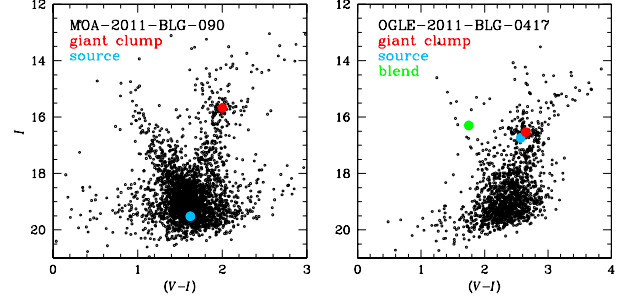 MOA-2011-BLG-090
giant clump
source
I
12
14
16
18
20
0
1
2
3
(V-I)
OGLE-2011-BLG-0417
giant clump
source
blend
12
14
16
18
20
0
1
2
3
4
(V-I)